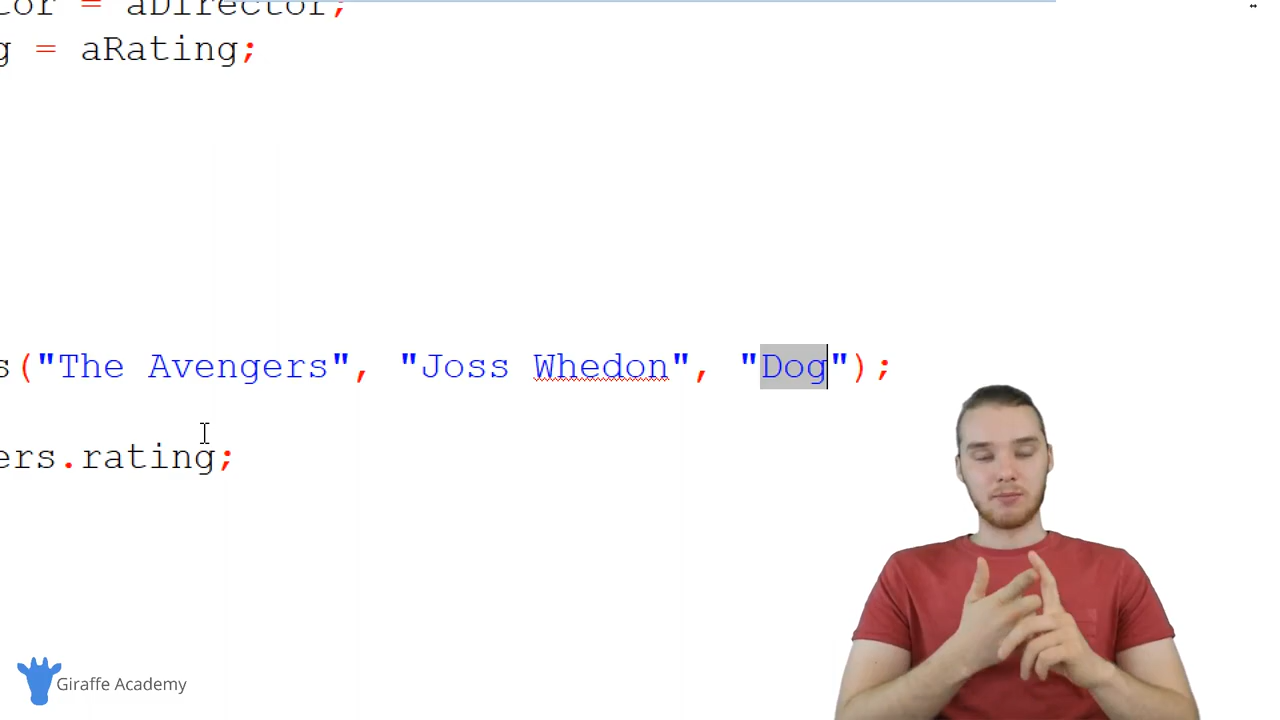 tor = aDirector;
g = aRating;
s("The Avengers", "Joss Whedon", "Dog");
ers.rating;
Giraffe Academy